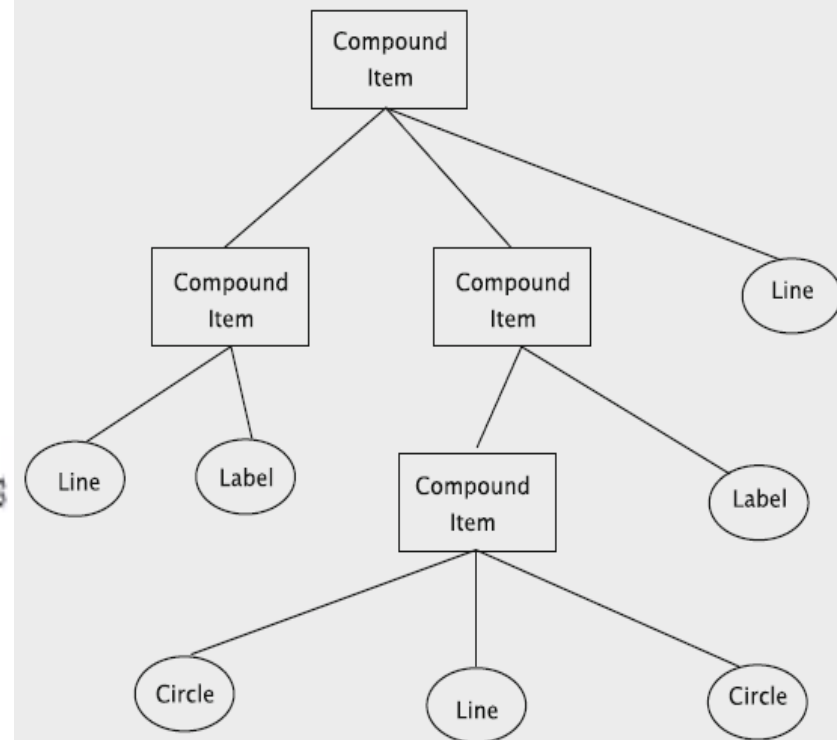 Compound
Item
Compound
Item
Compound
Item
Line
Line
Label
Compound
Item
Label
Circle
Line
Circle